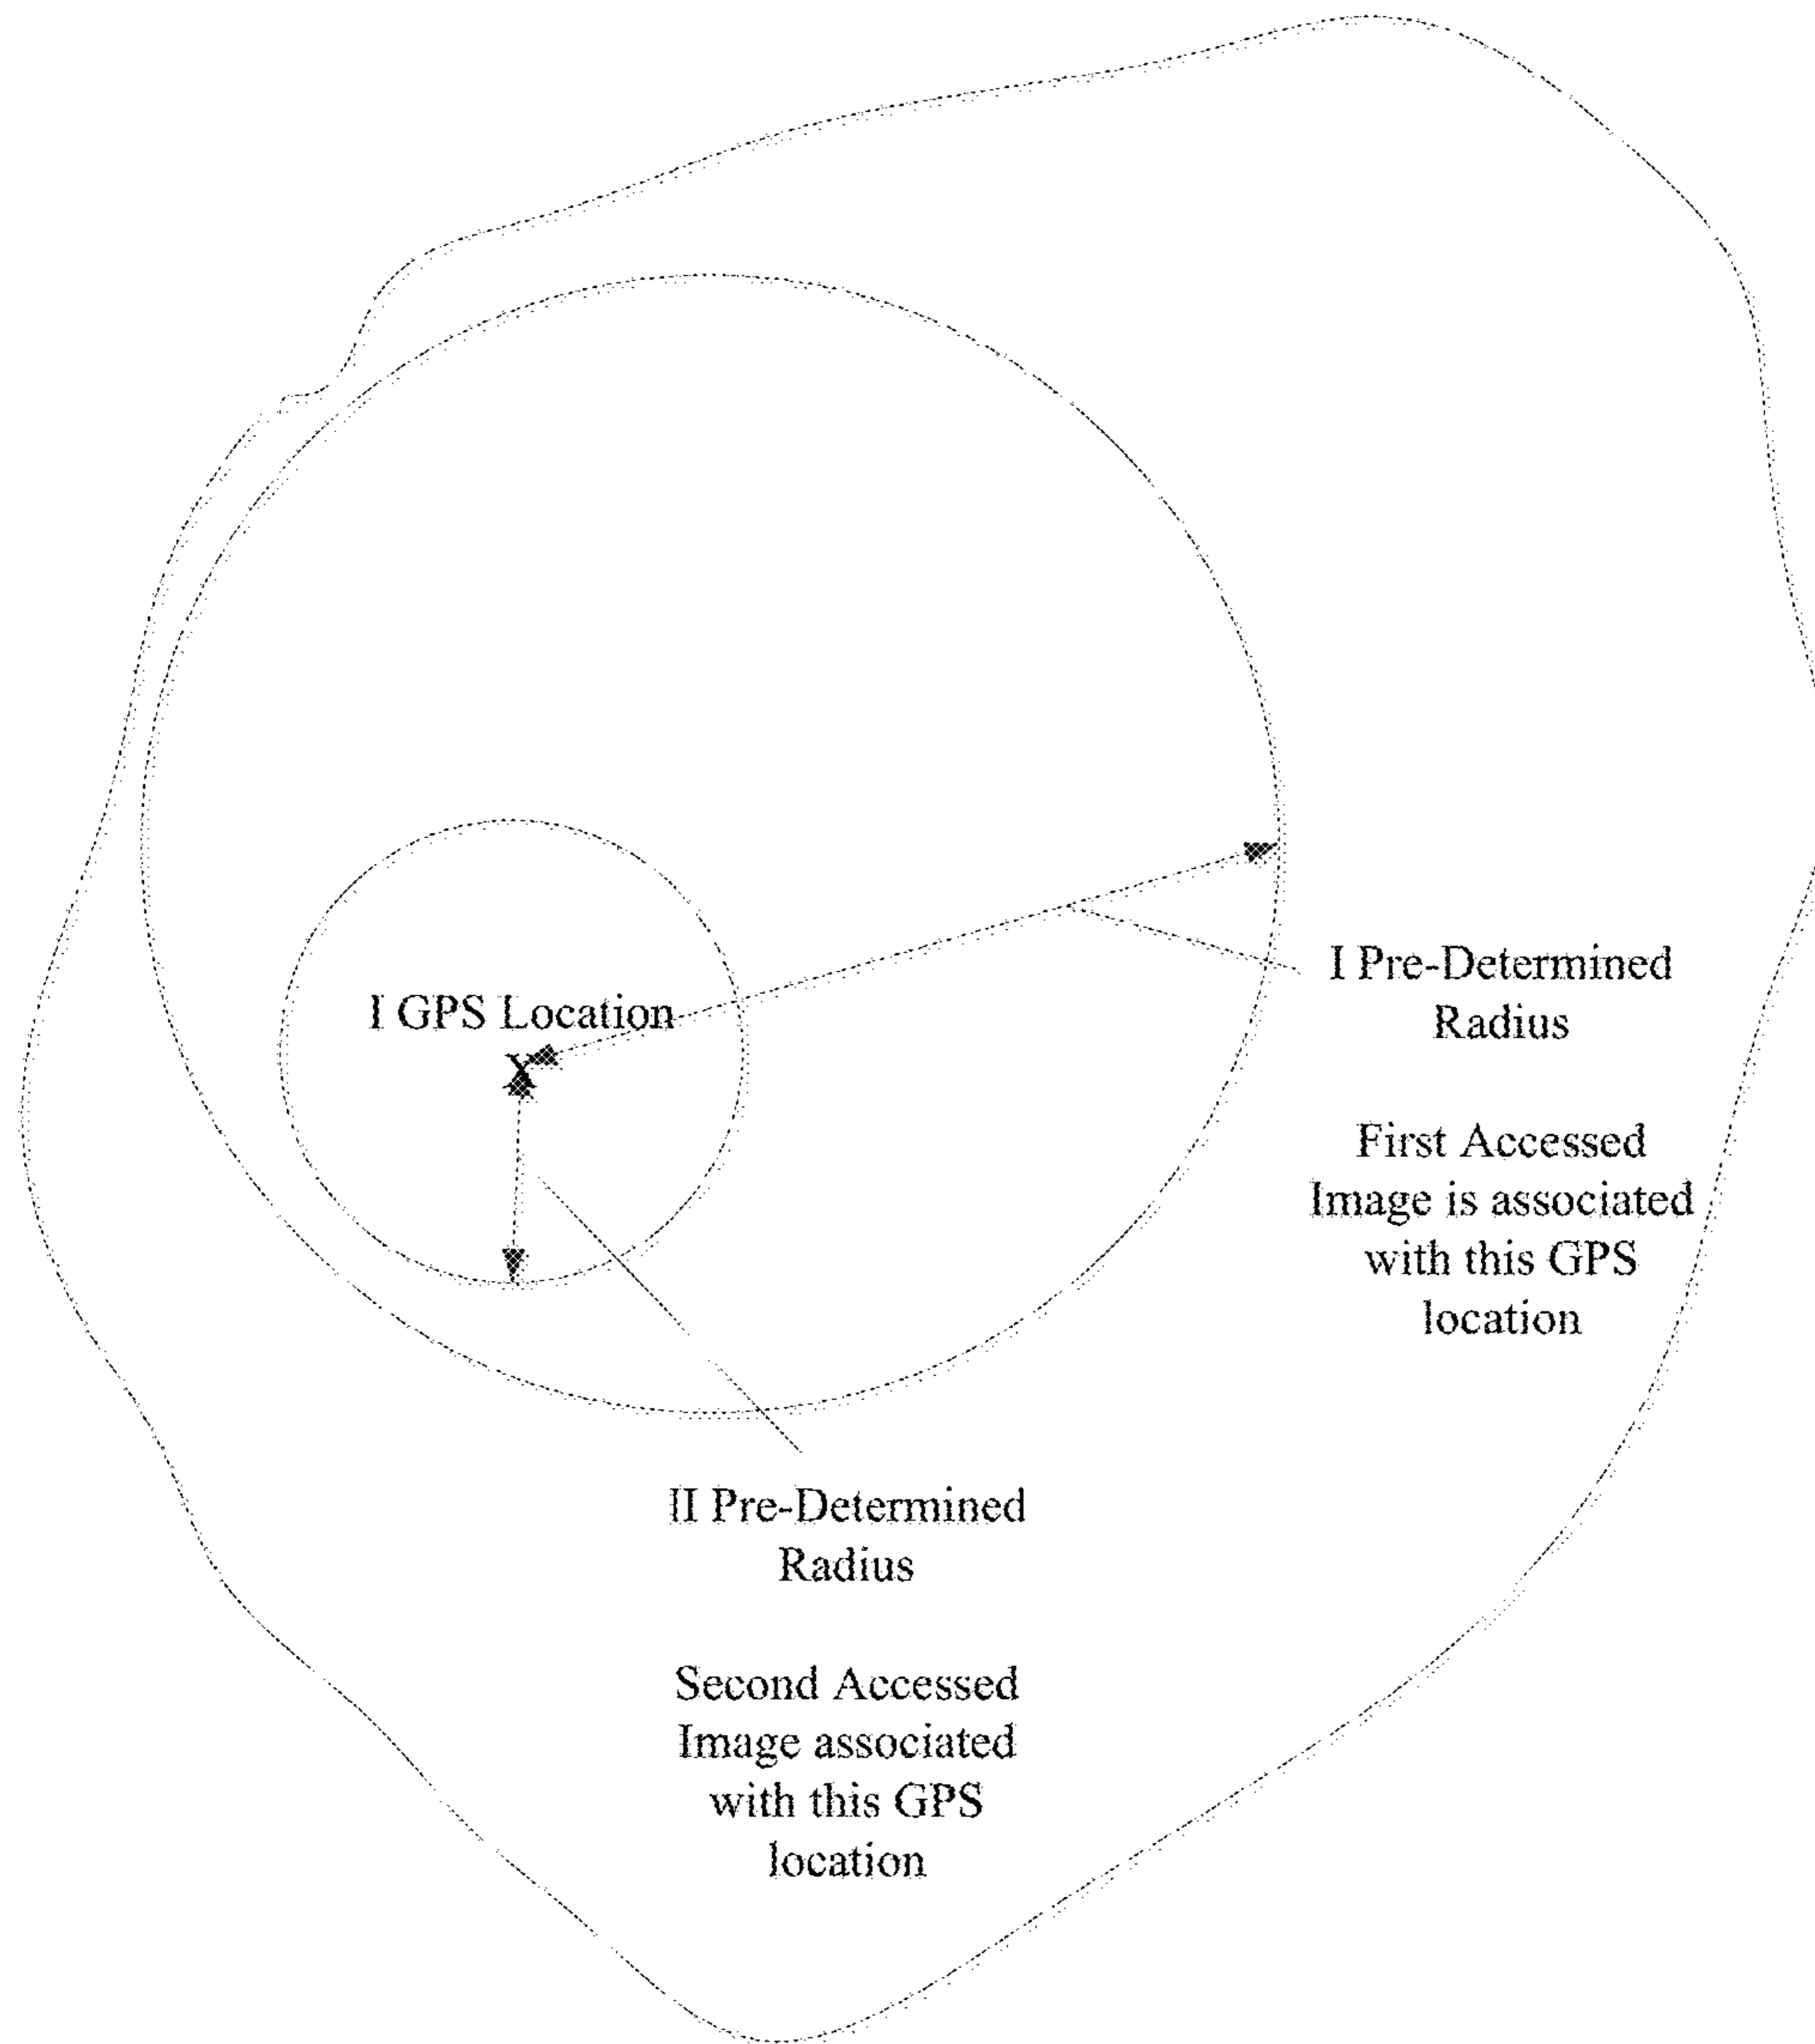 I GPS Location
X
I Pre-Determined
Radius
First Accessed
Image is associated
with this GPS
location
II Pre-Determined
Radius
Second Accessed
Image associated
with this GPS
location